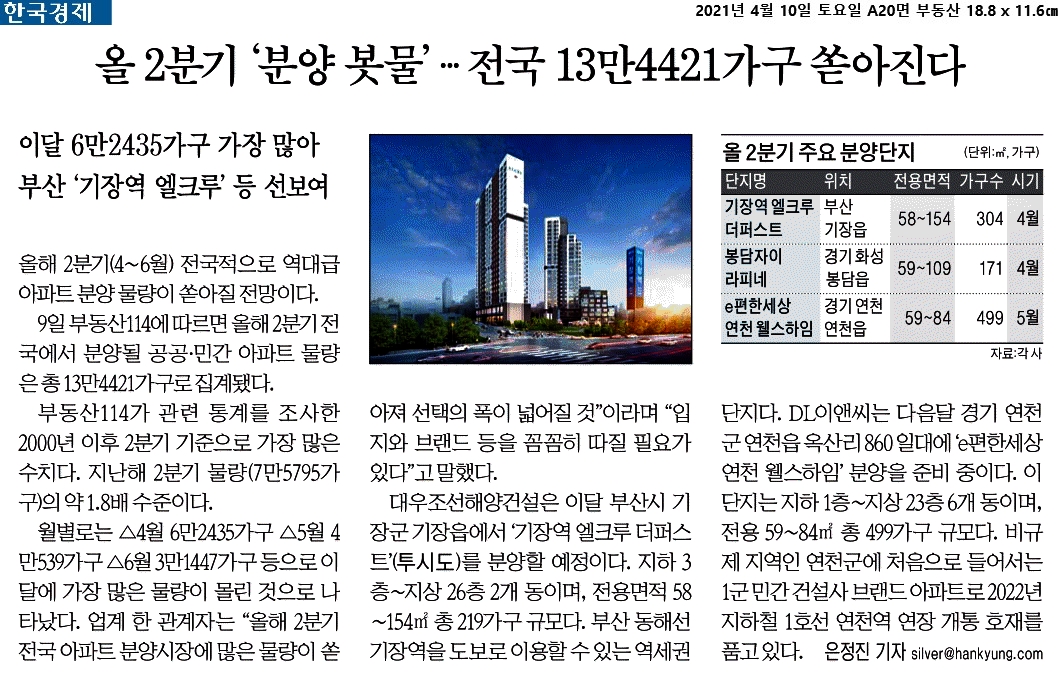 한국경제
2021년 4월 10일 토요일 A20면 부동산 18.8 x 11.6㎝
올 2분기 ‘분양 봇물’… 전국 13만4421가구 쏟아진다
이달 6만2435가구 가장 많아
부산 ‘기장역 엘크루’ 등 선보여
올해 2분기(4~6월) 전국적으로 역대급
아파트 분양 물량이 쏟아질 전망이다.
9일 부동산114에 따르면 올해 2분기 전
국에서 분양될 공공·민간 아파트 물량
은 총 13만4421가구로 집계됐다.
부동산114가 관련 통계를 조사한
2000년 이후 2분기 기준으로 가장 많은
수치다. 지난해 2분기 물량(7만5795가
구)의 약 1.8배 수준이다.
월별로는 △4월 6만2435가구 △5월 4
만539가구 △6월 3만1447가구 등으로 이
달에 가장 많은 물량이 몰린 것으로 나
타났다. 업계 한 관계자는 “올해 2분기
전국 아파트 분양시장에 많은 물량이 쏟
아져 선택의 폭이 넓어질 것”이라며 “입
지와 브랜드 등을 꼼꼼히 따질 필요가
있다”고 말했다.
대우조선해양건설은 이달 부산시 기
장군 기장읍에서 ‘기장역 엘크루 더퍼스
트’(투시도)를 분양할 예정이다. 지하 3
층~지상 26층 2개 동이며, 전용면적 58
~154㎡ 총 219가구 규모다. 부산 동해선
기장역을 도보로 이용할 수 있는 역세권
올 2분기 주요 분양단지 (단위:㎡, 가구)
단지명 위치 전용면적 가구수 시기
기장역 엘크루 부산
더퍼스트 기장읍 58~154 304 4월
봉담자이 경기 화성
라피네 봉담읍 59~109 171 4월
e편한세상 경기 연천
연천 웰스하임 연천읍 59~84 499 5월
자료:각 사
단지다. DL이앤씨는 다음달 경기 연천
군 연천읍 옥산리 860 일대에 ‘e편한세상
연천 웰스하임’ 분양을 준비 중이다. 이
단지는 지하 1층~지상 23층 6개 동이며,
전용 59~84㎡ 총 499가구 규모다. 비규
제 지역인 연천군에 처음으로 들어서는
1군 민간 건설사 브랜드 아파트로 2022년
지하철 1호선 연천역 연장 개통 호재를
품고 있다. 은정진 기자 silver@hankyung.com